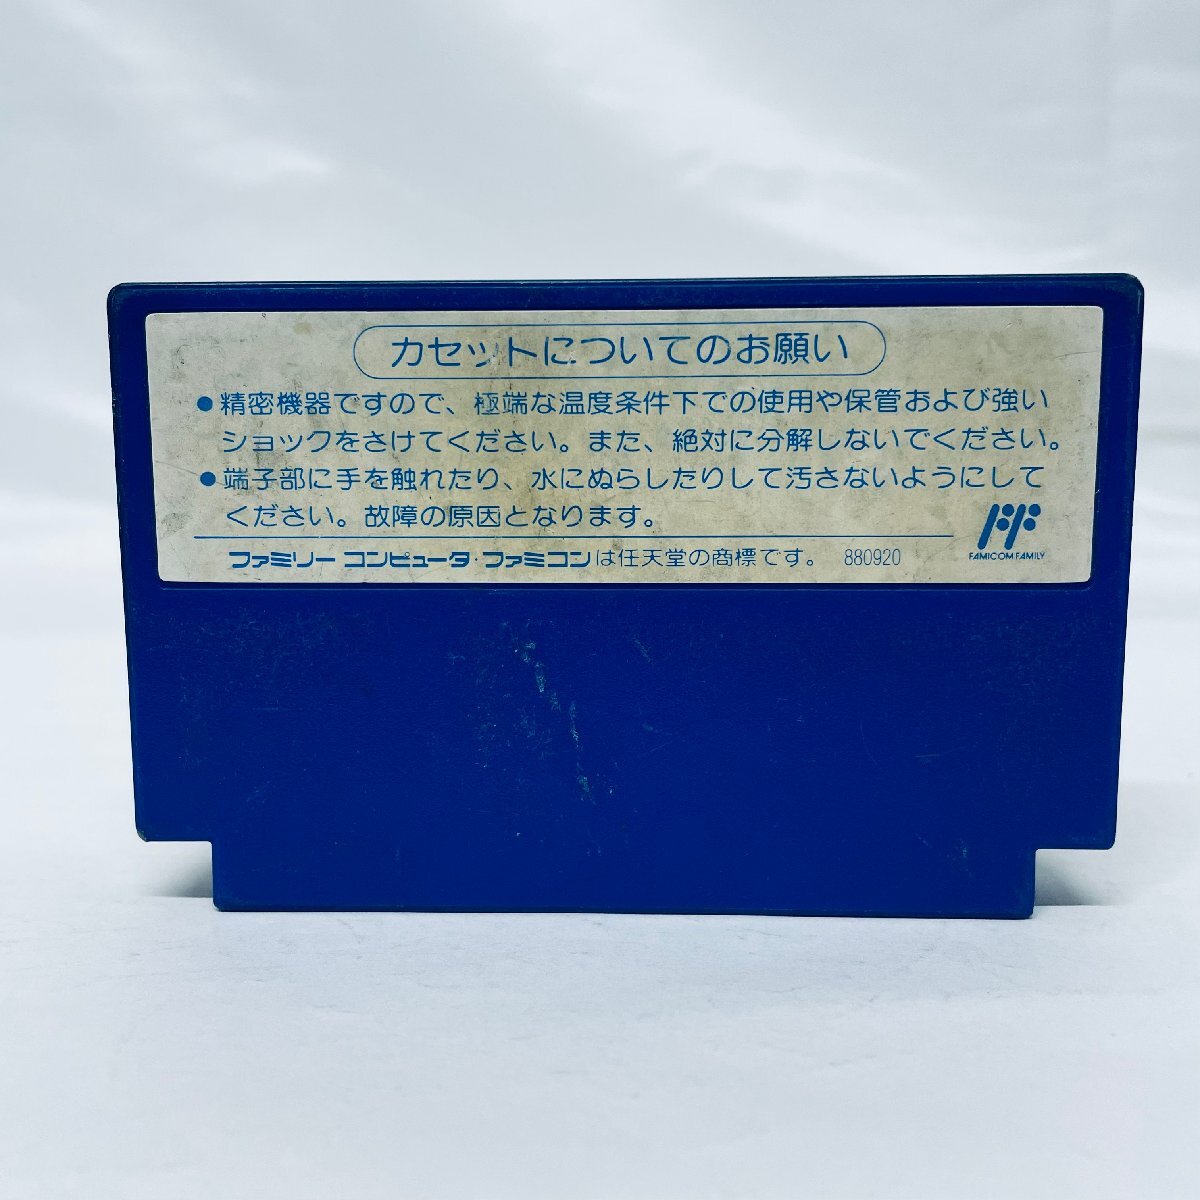 カセットについてのお願い
●精密機器ですので、極端な温度条件下での使用や保管および強い
ショックをさけてください。また、絶対に分解しないでください。
●端子部に手を触れたり、水にぬらしたりして汚さないようにして
ください。故障の原因となります。
ファミリーコンピュータ・ファミコンは任天堂の商標です。 880920
FAMICOM FAMILY